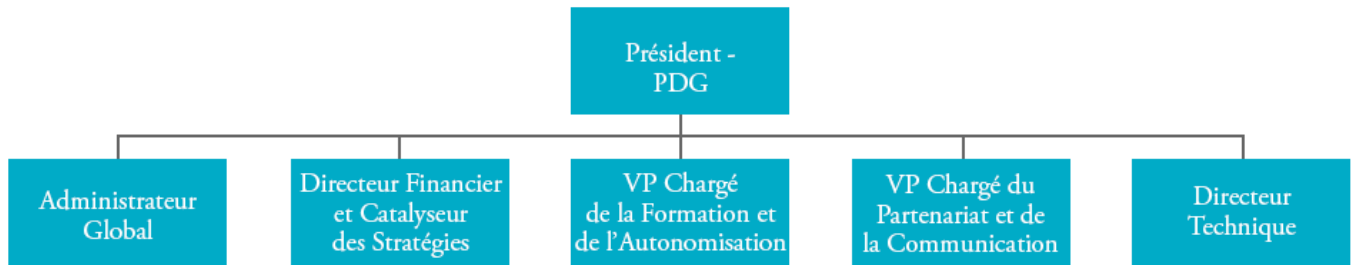 Président -
PDG
Administrateur
Global
Directeur Financier
et Catalyseur
des Stratégies
VP Chargé
de la Formation et
de l’Autonomisation
VP Chargé du
Partenariat et de
la Communication
Directeur
Technique